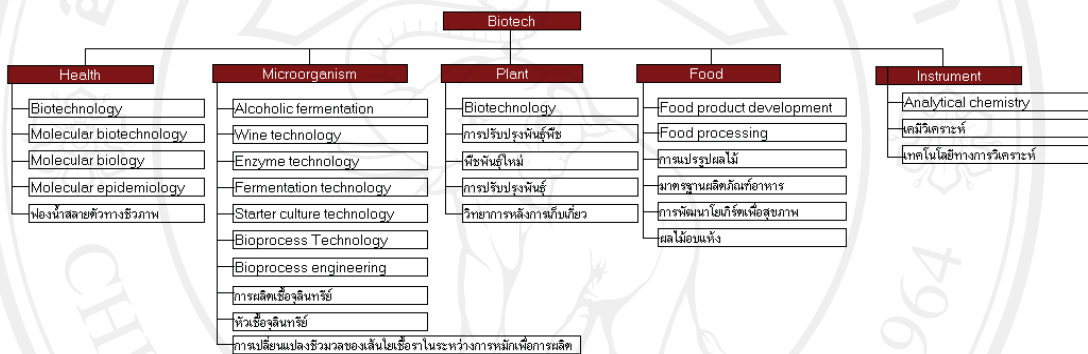 Biotech
Health
Biotechnology
Molecular biotechnology
Molecular biology
Molecular epidemiology
ฟองน้ำสลายตัวทางชีวภาพ
Microorganism
Alcoholic fermentation
Wine technology
Enzyme technology
Fermentation technology
Starter culture technology
Bioprocess Technology
Bioprocess engineering
การผลิตเชื้อจุลินทรีย์
หัวเชื้อจุลินทรีย์
การเปลี่ยนแปลงชีวมวลของเส้นใยเชื้อราในระหว่างการหมักเพื่อการผลิต
Plant
Biotechnology
การปรับปรุงพันธุ์พืช
พืชพันธุ์ใหม่
การปรับปรุงพันธุ์
วิทยาการหลังการเก็บเกี่ยว
Food
Food product development
Food processing
การแปรรูปผลไม้
มาตรฐานผลิตภัณฑ์อาหาร
การพัฒนาโยเกิร์ตเพื่อสุขภาพ
ผลไม้อบแห้ง
Instrument
Analytical chemistry
เคมีวิเคราะห์
เทคโนโลยีทางการวิเคราะห์
CH
964